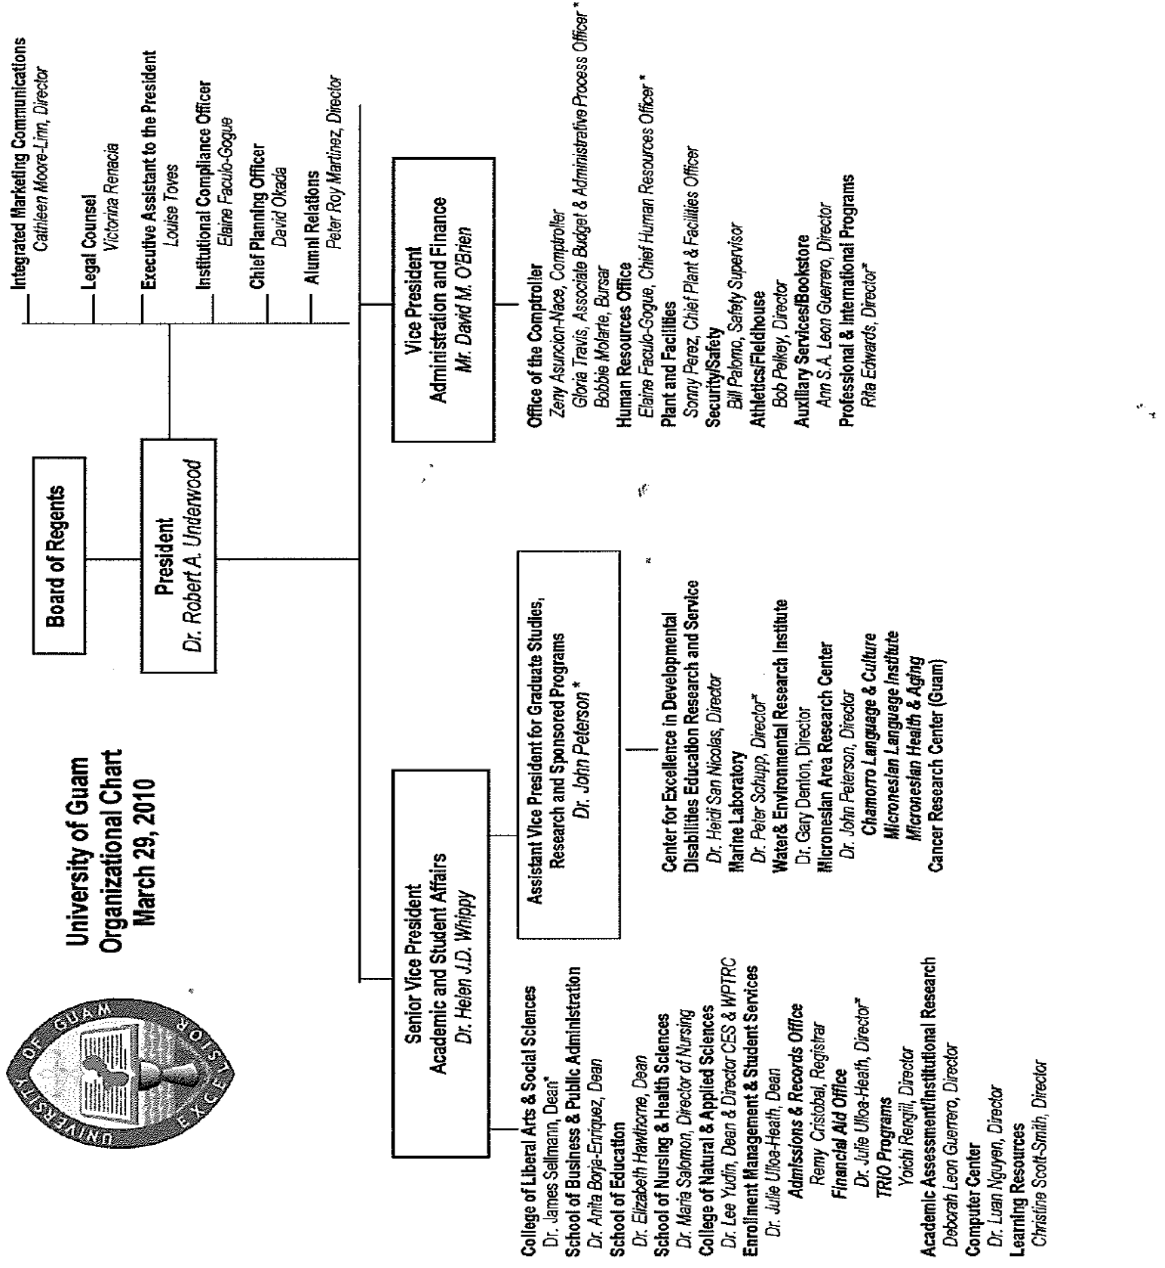 UNIVERSITY OF GUAM
EXCELSIOR
University of Guam
Organizational Chart
March 29, 2010
Board of Regents
President
Dr. Robert A. Underwood
Integrated Marketing Communications
Cathleen Moore-Linn, Director
Legal Counsel
Victorina Renacia
Executive Assistant to the President
Louise Toves
Institutional Compliance Officer
Elaine Faculo-Gogue
Chief Planning Officer
David Okada
Alumni Relations
Peter Roy Martinez, Director
Senior Vice President
Academic and Student Affairs
Dr. Helen J.D. Whippy
College of Liberal Arts & Social Sciences
Dr. James Sellmann, Dean*
School of Business & Public Administration
Dr. Anita Borja-Enriquez, Dean
School of Education
Dr. Elizabeth Hawthorne, Dean
School of Nursing & Health Sciences
Dr. Maria Salomon, Director of Nursing
College of Natural & Applied Sciences
Dr. Lee Yudin, Dean & Director CES & WPTRC
Enrollment Management & Student Services
Dr. Julie Ulloa-Heath, Dean
Admissions & Records Office
Remy Cristobal, Registrar
Financial Aid Office
Dr. Julie Ulloa-Heath, Director*
TRIO Programs
Yoichi Rengiil, Director
Academic Assessment/Institutional Research
Deborah Leon Guerrero, Director
Computer Center
Dr. Luan Nguyen, Director
Learning Resources
Christine Scott-Smith, Director
Assistant Vice President for Graduate Studies,
Research and Sponsored Programs
Dr. John Peterson *
Center for Excellence in Developmental
Disabilities Education Research and Service
Dr. Heidi San Nicolas, Director
Marine Laboratory
Dr. Peter Schupp, Director*
Water& Environmental Research Institute
Dr. Gary Denton, Director
Micronesian Area Research Center
Dr. John Peterson, Director
Chamorro Language & Culture
Micronesian Language Institute
Micronesian Health & Aging
Cancer Research Center (Guam)
Vice President
Administration and Finance
Mr. David M. O'Brien
Office of the Comptroller
Zeny Asuncion-Nace, Comptroller
Gloria Travis, Associate Budget & Administrative Process Officer *
Bobbie Molarte, Bursar
Human Resources Office
Elaine Faculo-Gogue, Chief Human Resources Officer *
Plant and Facilities
Sonny Perez, Chief Plant & Facilities Officer
Security/Safety
Bill Palomo, Safety Supervisor
Athletics/Fieldhouse
Bob Pelkey, Director
Auxiliary Services/Bookstore
Ann S.A. Leon Guerrero, Director
Professional & International Programs
Rita Edwards, Director*